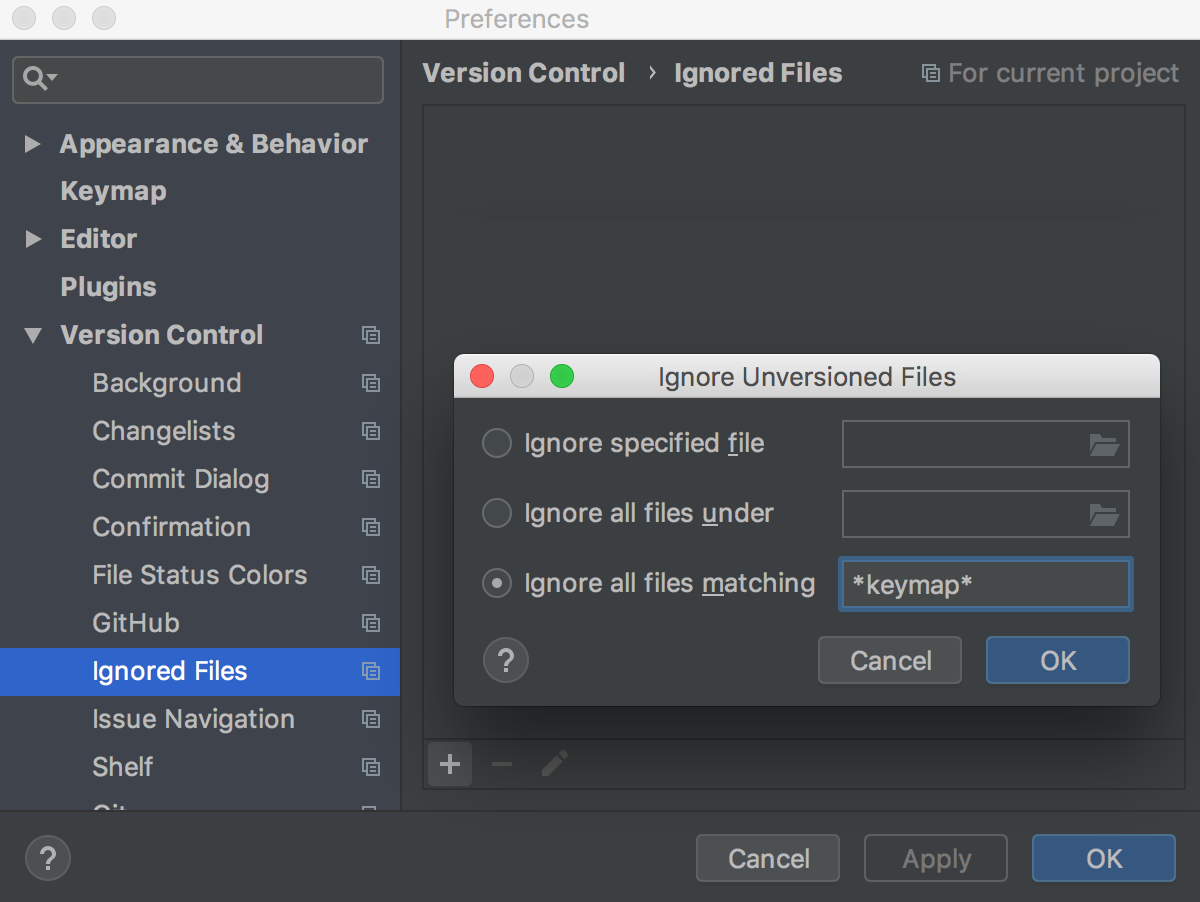 Preferences
Version Control › Ignored Files
For current project
Appearance & Behavior
Keymap
Editor
Plugins
Version Control
Background
Changelists
Commit Dialog
Confirmation
File Status Colors
GitHub
Ignored Files
Issue Navigation
Shelf
Ignore Unversioned Files
Ignore specified file
Ignore all files under
Ignore all files matching
*keymap*
?
Cancel
OK
?
Cancel
Apply
OK